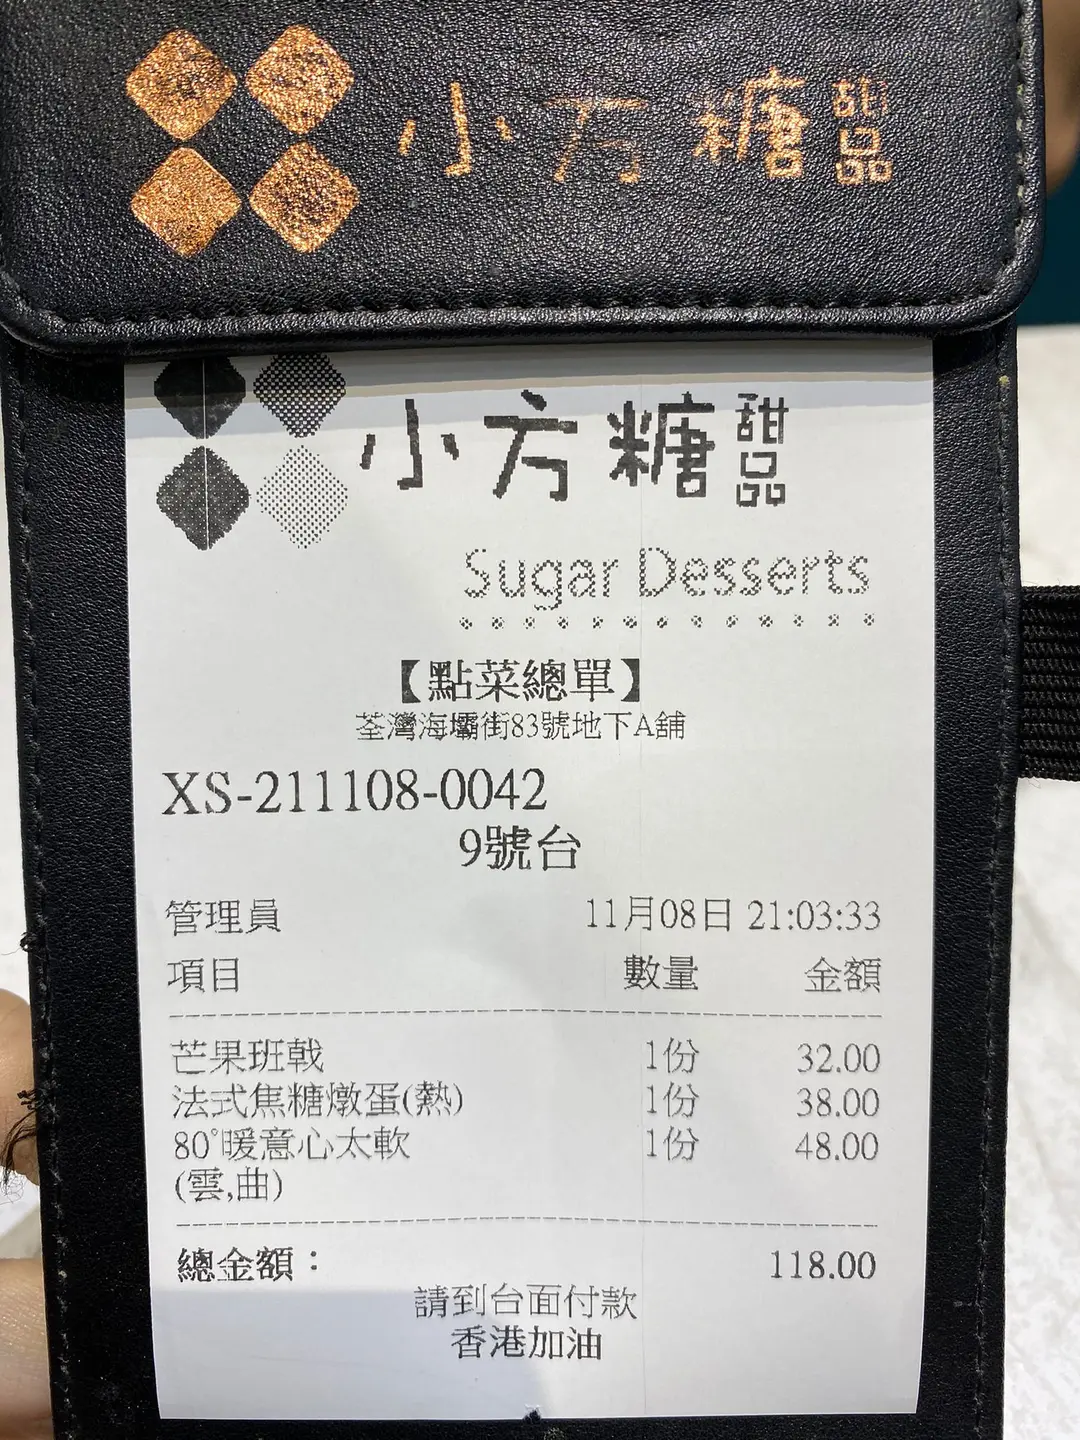 小方糖 甜品
小方糖 甜品
Sugar Desserts
【點菜總單】
荃灣海壩街83號地下A舖
XS-211108-0042
9號台
管理員 11月08日 21:03:33
項目 數量 金額
芒果班戟 1份 32.00
法式焦糖燉蛋(熱) 1份 38.00
80°暖意心太軟 1份 48.00
(雲,曲)
總金額： 118.00
請到台面付款
香港加油